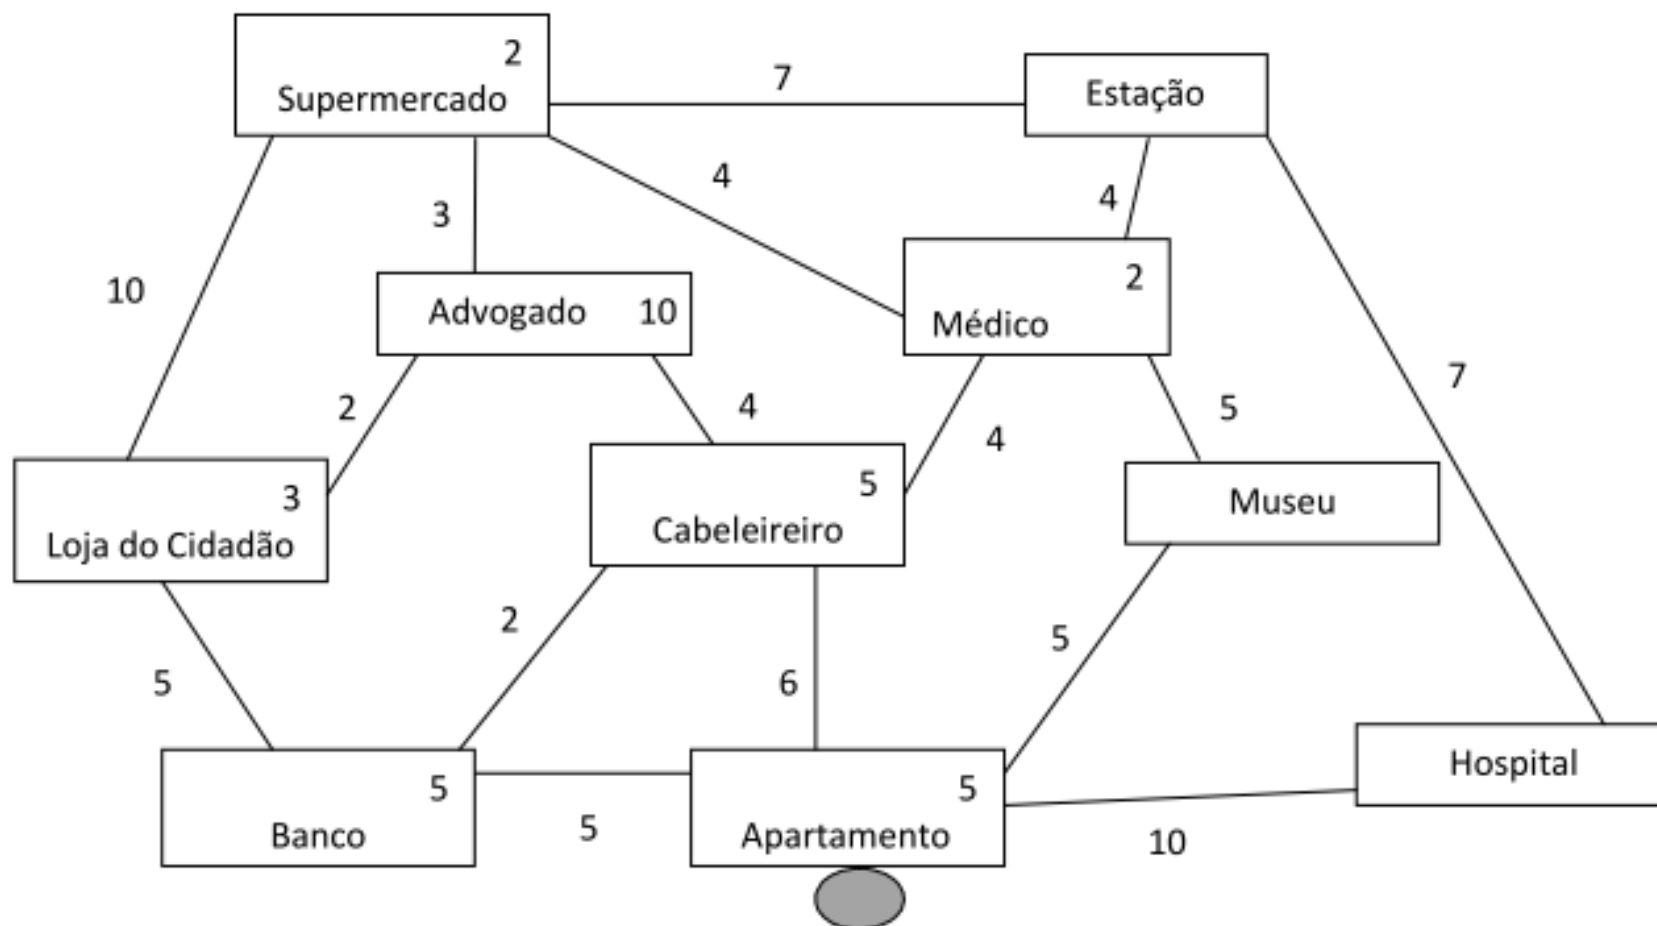 2
Supermercado
7
Estação
4
4
3
10
Advogado 10
2
Médico
7
2
4
5
4
3
Loja do Cidadão
5
Cabeleireiro
Museu
2
5
5
6
5
Banco
5
5
Apartamento
Hospital
10